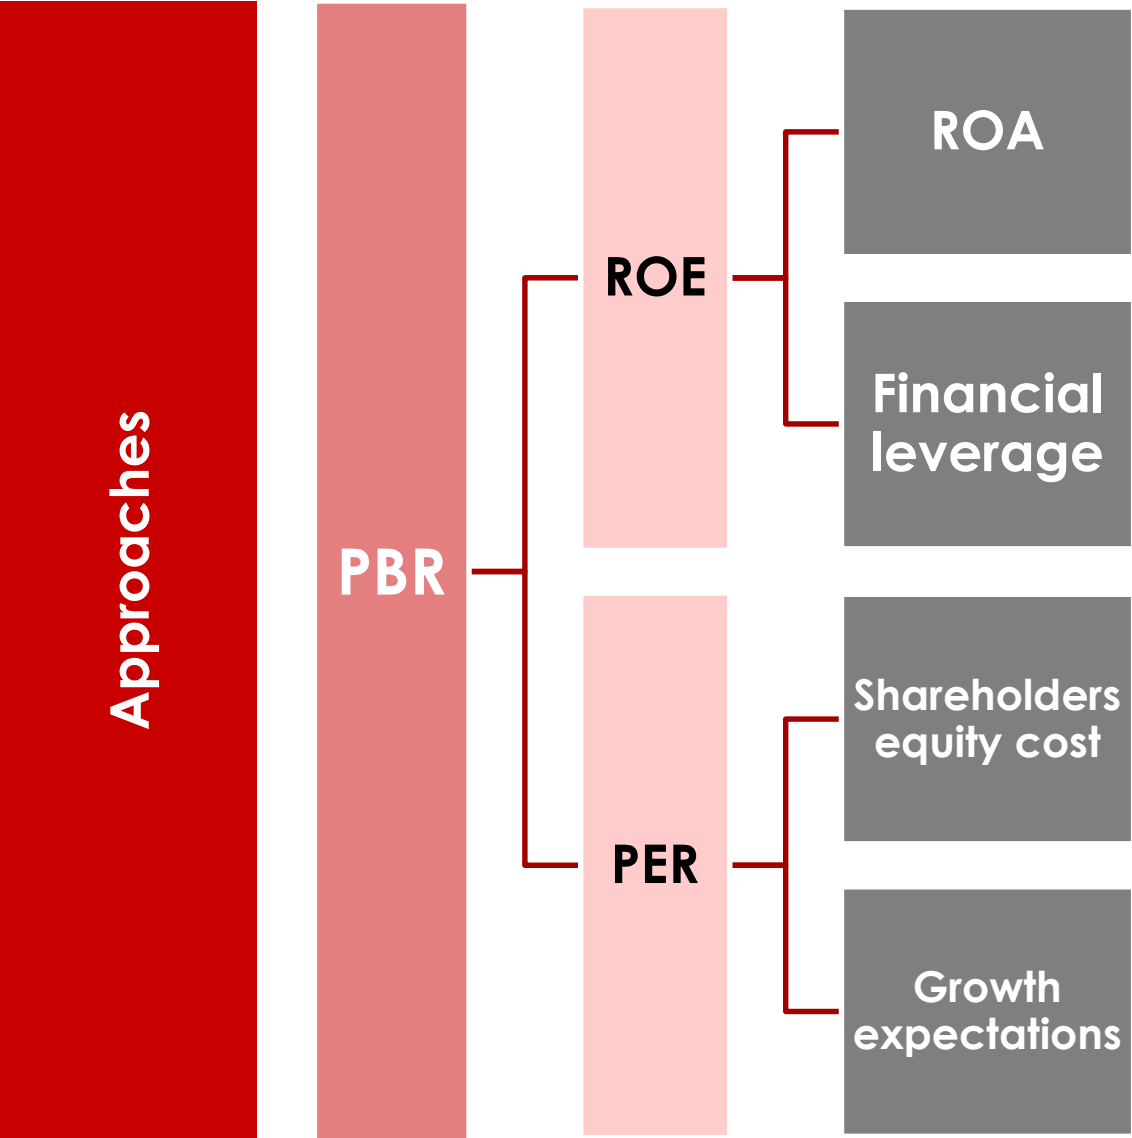 Approaches
PBR
ROE
ROA
Financial
leverage
PER
Shareholders
equity cost
Growth
expectations